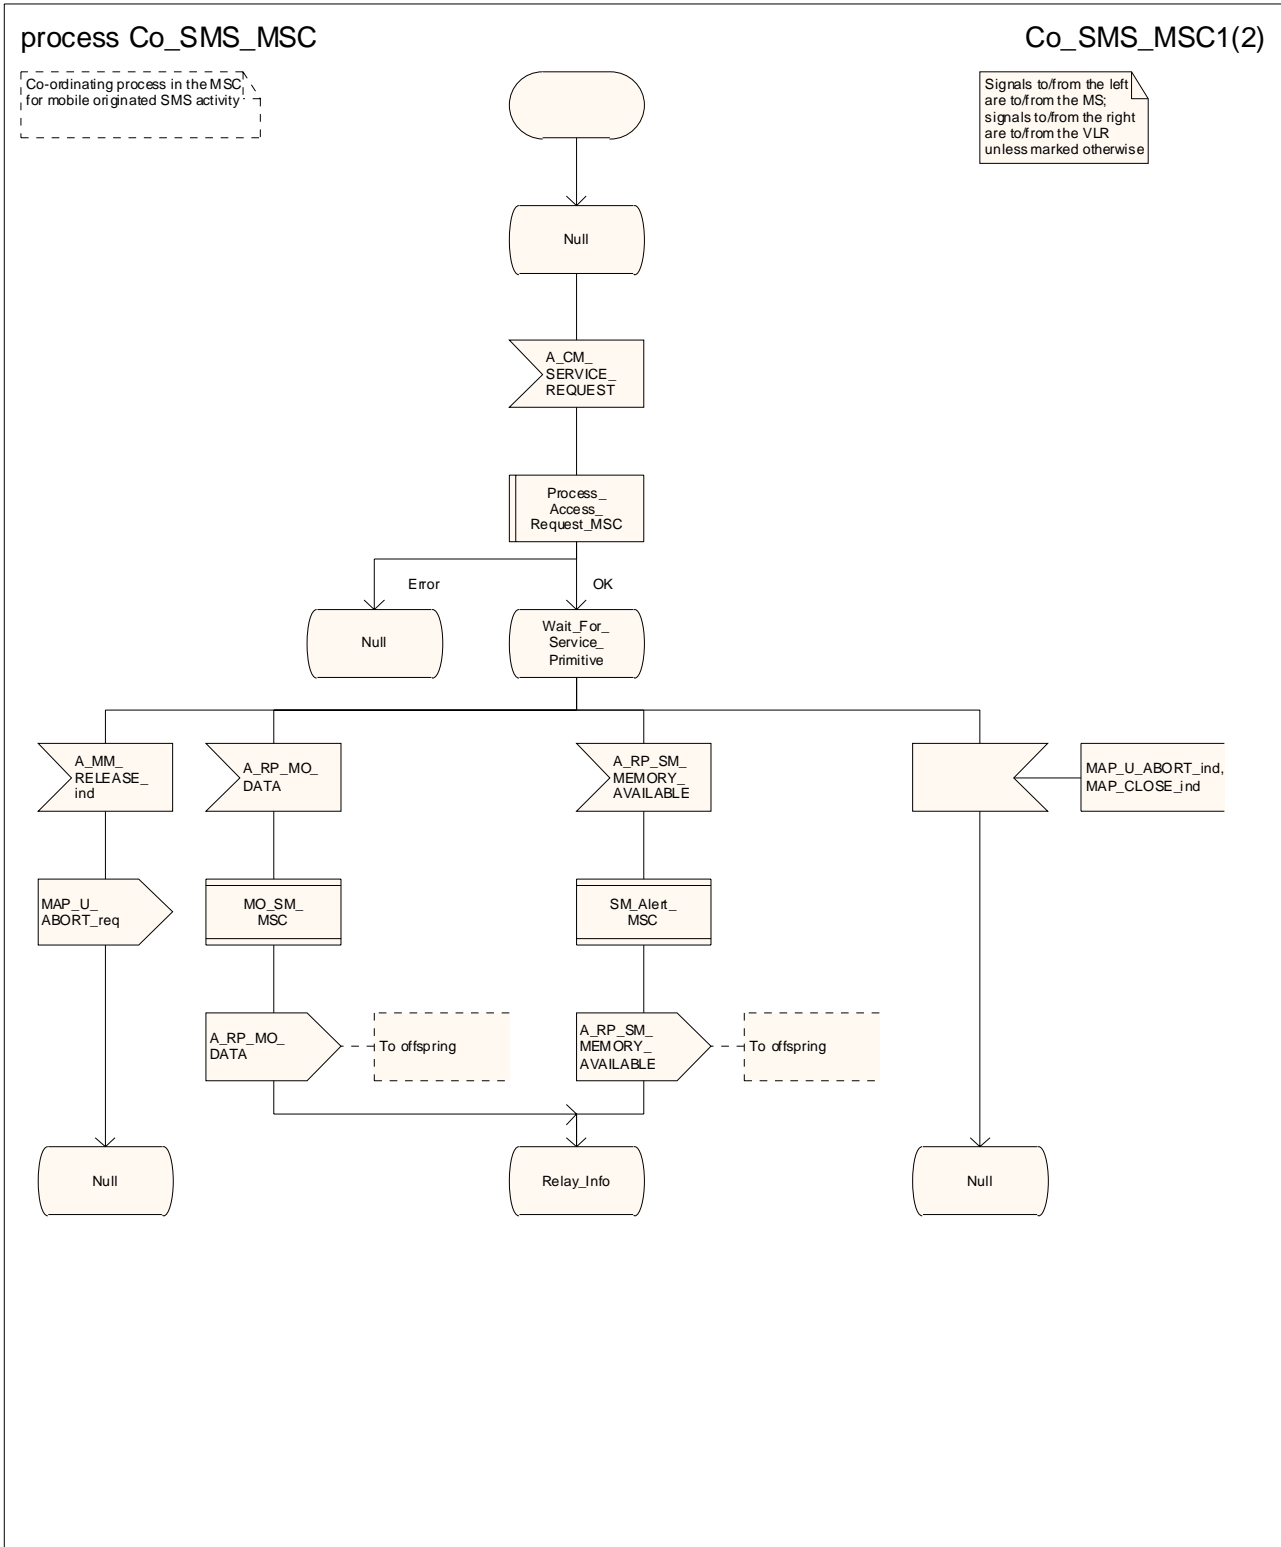 process Co_SMS_MSC
Co_SMS_MSC1(2)
Co-ordinating process in the MSC
for mobile originated SMS activity
Signals to/from the left
are to/from the MS;
signals to/from the right
are to/from the VLR
unless marked otherwise
Null
A_CM_
SERVICE_
REQUEST
Process_
Access_
Request_MSC
Error
OK
Null
Wait_For_
Service_
Primitive
A_MM_
RELEASE_
ind
A_RP_MO_
DATA
A_RP_SM_
MEMORY_
AVAILABLE
MAP_U_ABORT_ind,
MAP_CLOSE_ind
MAP_U_
ABORT_req
MO_SM_
MSC
SM_Alert_
MSC
A_RP_MO_
DATA
To offspring
A_RP_SM_
MEMORY_
AVAILABLE
To offspring
Null
Relay_Info
Null